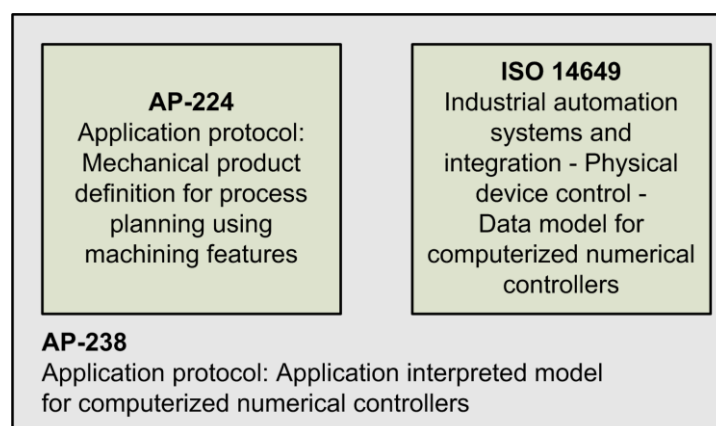 AP-224
Application protocol:
Mechanical product
definition for process
planning using
machining features
ISO 14649
Industrial automation
systems and
integration - Physical
device control -
Data model for
computerized numerical
controllers
AP-238
Application protocol: Application interpreted model
for computerized numerical controllers